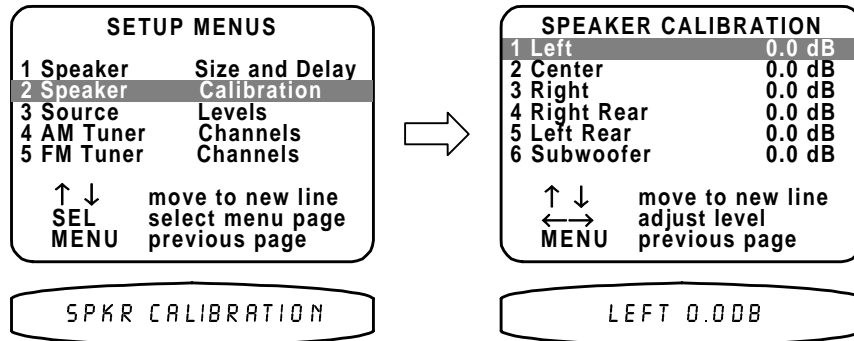 SETUP MENUS
1 Speaker Size and Delay
2 Speaker Calibration
3 Source Levels
4 AM Tuner Channels
5 FM Tuner Channels
↑ ↓ move to new line
SEL select menu page
MENU previous page
SPKR CALIBRATION
SPEAKER CALIBRATION
1 Left 0.0 dB
2 Center 0.0 dB
3 Right 0.0 dB
4 Right Rear 0.0 dB
5 Left Rear 0.0 dB
6 Subwoofer 0.0 dB
↑ ↓ move to new line
←→ adjust level
MENU previous page
LEFT 0.0DB